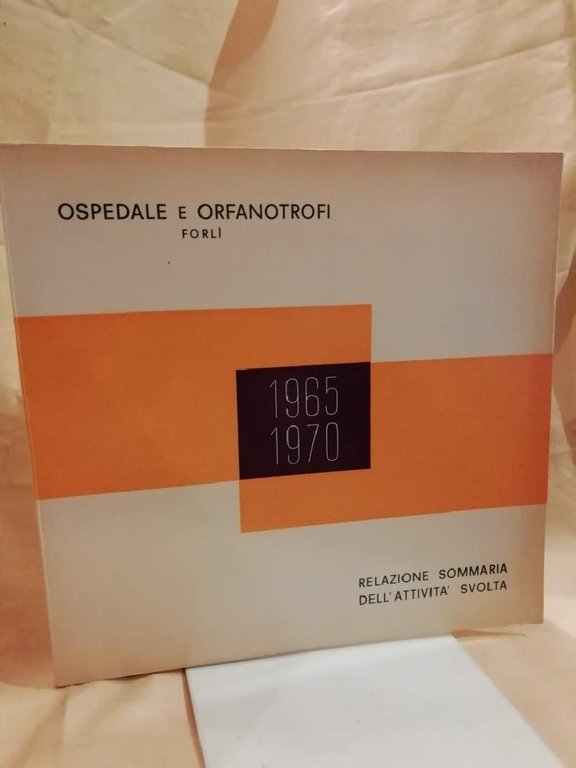 OSPEDALE E ORFANOTROFI
FORLÌ
1965
1970
RELAZIONE SOMMARIA
DELL'ATTIVITA' SVOLTA